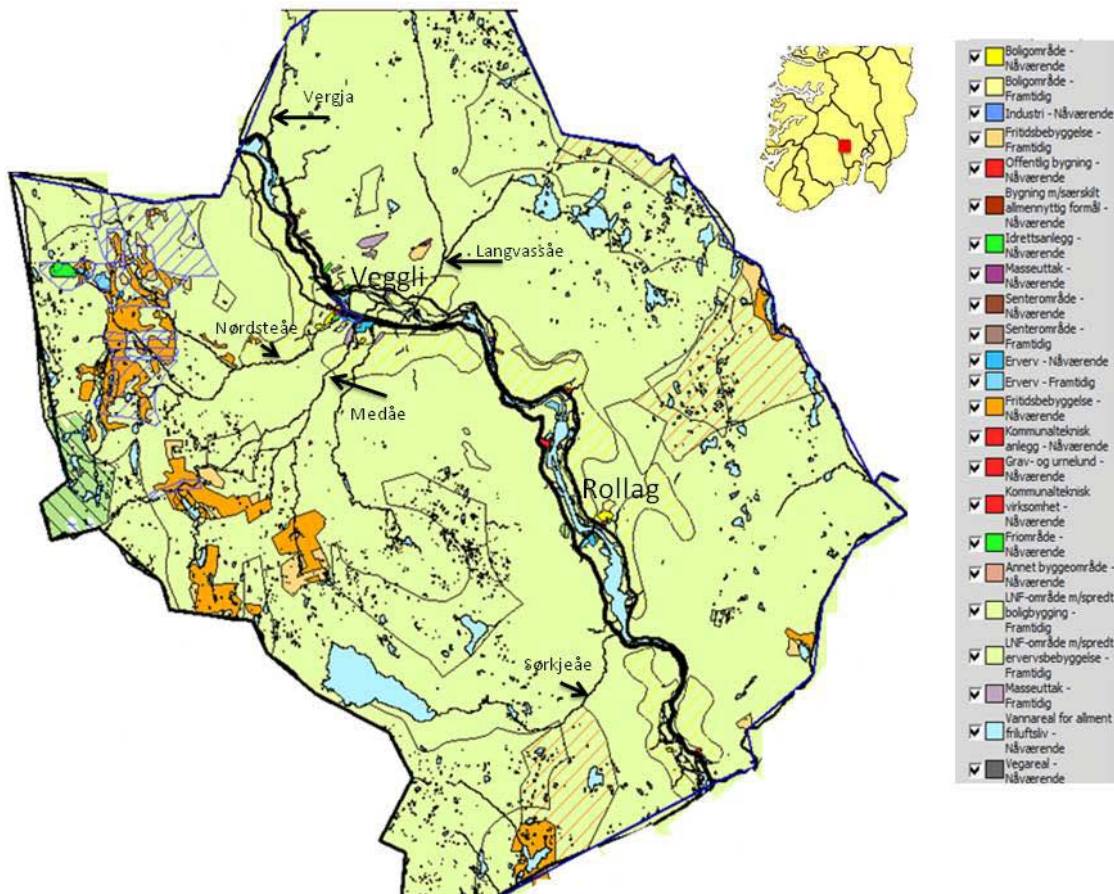 Vergja
Langvassåe
Veggli
Nørdsteåe
Medåe
Rollag
Sørkjeåe
Boligområde -
Nåværende
Boligområde -
Framtidig
Industri - Nåværende
Fritidsbebyggelse -
Framtidig
Offentlig bygning -
Nåværende
Bygning m/særskilt
allmennyttig formål -
Nåværende
Idrettsanlegg -
Nåværende
Masseuttak -
Nåværende
Senterområde -
Nåværende
Senterområde -
Framtidig
Erverv - Nåværende
Erverv - Framtidig
Fritidsbebyggelse -
Nåværende
Kommunalteknisk
anlegg - Nåværende
Grav- og urnelund -
Nåværende
Kommunalteknisk
virksomhet -
Nåværende
Friområde -
Nåværende
Annet byggeområde -
Nåværende
LNF-område m/spredt
boligbygging -
Framtidig
LNF-område m/spredt
ervervsbebyggelse -
Framtidig
Masseuttak -
Framtidig
Vannareal for allment
friluftsliv -
Nåværende
Vegareal -
Nåværende